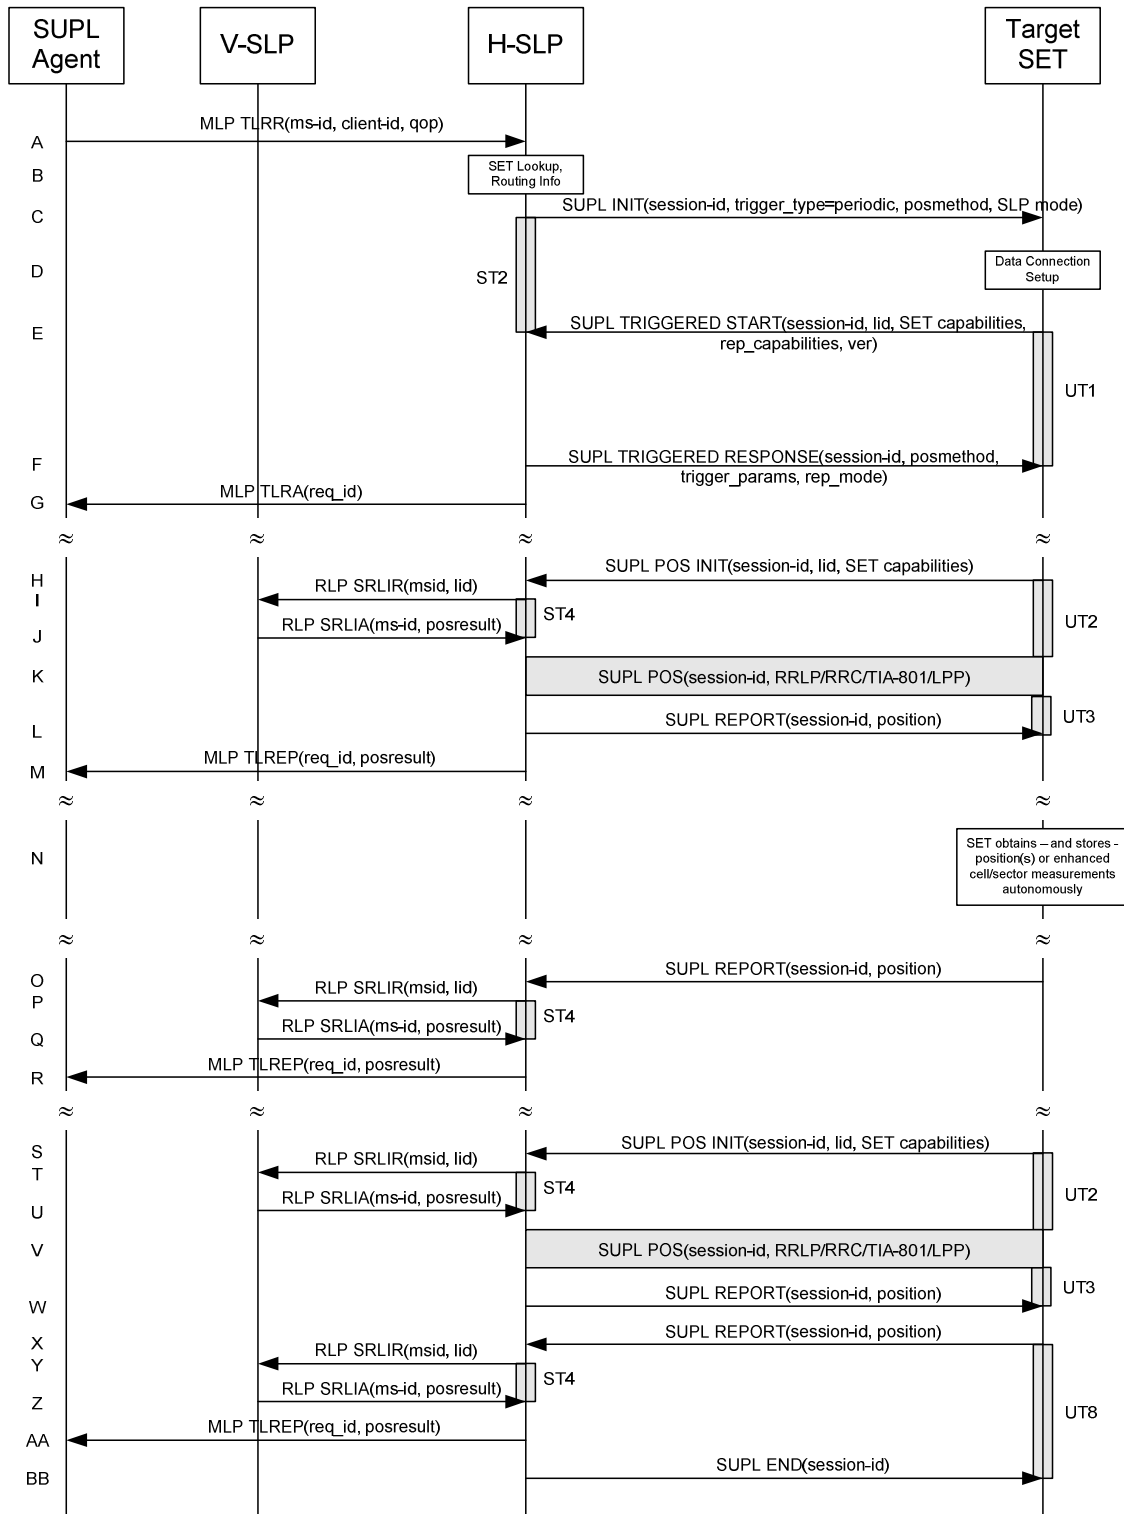 SUPL
Agent
V-SLP
H-SLP
Target
SET
MLP TLRR(ms-id, client-id, qop)
A
B
SET Lookup,
Routing Info
C
SUPL INIT(session-id, trigger_type=periodic, posmethod, SLP mode)
D
ST2
Data Connection
Setup
E
SUPL TRIGGERED START(session-id, lid, SET capabilities,
rep_capabilities, ver)
UT1
F
SUPL TRIGGERED RESPONSE(session-id, posmethod,
trigger_params, rep_mode)
G
MLP TLRA(req_id)
≈ ≈ ≈ ≈
H
SUPL POS INIT(session-id, lid, SET capabilities)
I
RLP SRLIR(msid, lid)
ST4
UT2
J
RLP SRLIA(ms-id, posresult)
K
SUPL POS(session-id, RRLP/RRC/TIA-801/LPP)
L
SUPL REPORT(session-id, position)
UT3
M
MLP TLREP(req_id, posresult)
≈ ≈ ≈ ≈
N
SET obtains – and stores -
position(s) or enhanced
cell/sector measurements
autonomously
≈ ≈ ≈ ≈
O
SUPL REPORT(session-id, position)
P
RLP SRLIR(msid, lid)
ST4
Q
RLP SRLIA(ms-id, posresult)
R
MLP TLREP(req_id, posresult)
≈ ≈ ≈ ≈
S
SUPL POS INIT(session-id, lid, SET capabilities)
T
RLP SRLIR(msid, lid)
ST4
UT2
U
RLP SRLIA(ms-id, posresult)
V
SUPL POS(session-id, RRLP/RRC/TIA-801/LPP)
UT3
W
SUPL REPORT(session-id, position)
X
SUPL REPORT(session-id, position)
Y
RLP SRLIR(msid, lid)
ST4
Z
RLP SRLIA(ms-id, posresult)
UT8
AA
MLP TLREP(req_id, posresult)
BB
SUPL END(session-id)